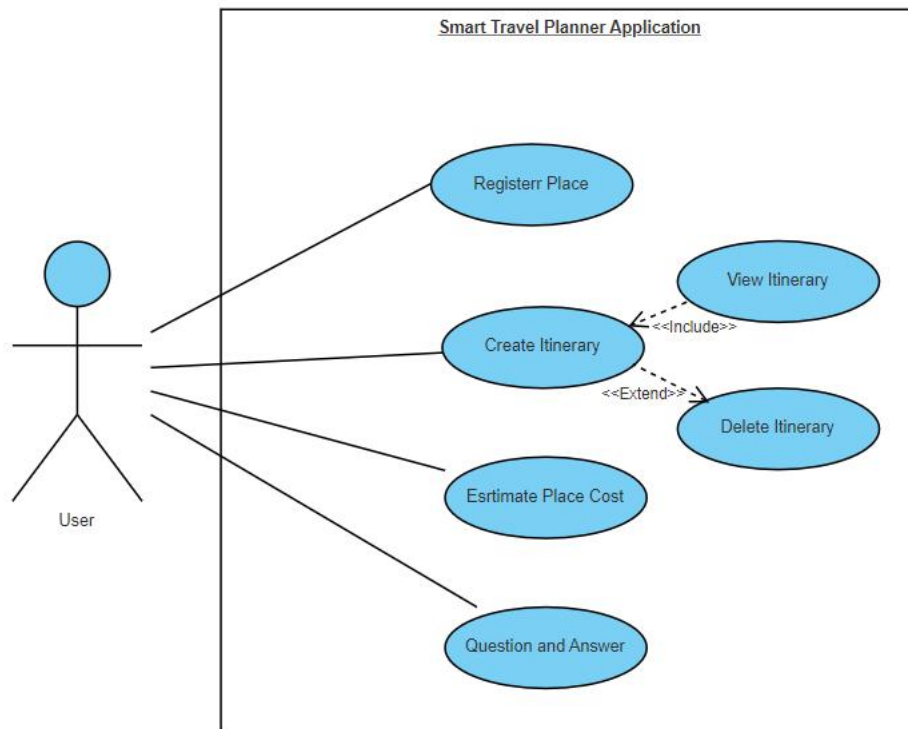 Smart Travel Planner Application
Registerr Place
View Itinerary
<<Include>>
Create Itinerary
<<Extend>>
Delete Itinerary
Esrtimate Place Cost
User
Question and Answer